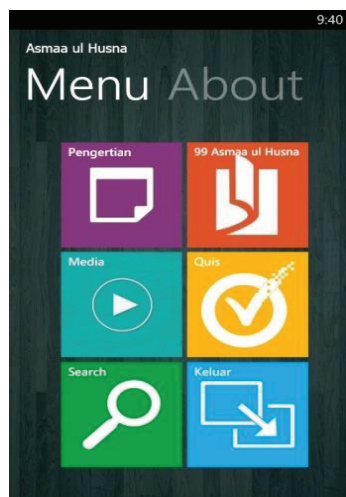 9:40
Asmaa ul Husna
Menu About
Pengertian
99 Asmaa ul Husna
Media
Quis
Search
Keluar